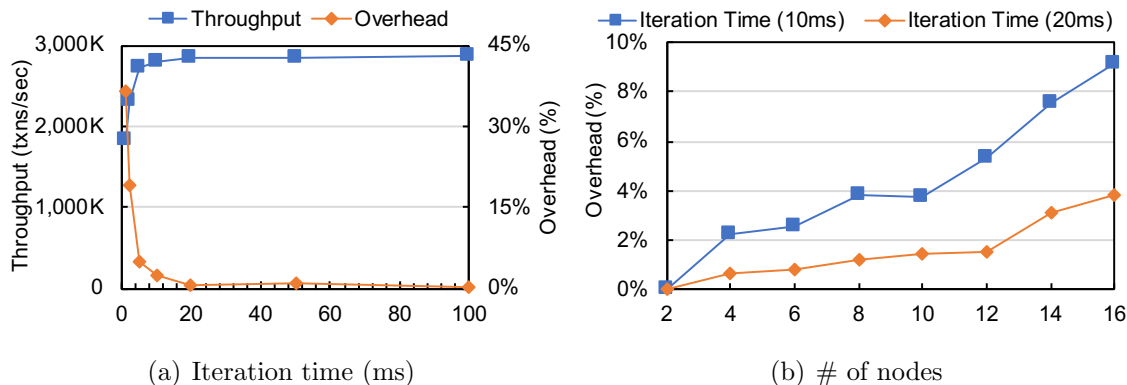 Throughput Overhead
3,000K
2,000K
1,000K
0
Throughput (txns/sec)
45%
30%
15%
0%
Overhead (%)
0 20 40 60 80 100
(a) Iteration time (ms)
Iteration Time (10ms) Iteration Time (20ms)
10%
8%
6%
4%
2%
0%
Overhead (%)
2 4 6 8 10 12 14 16
(b) # of nodes